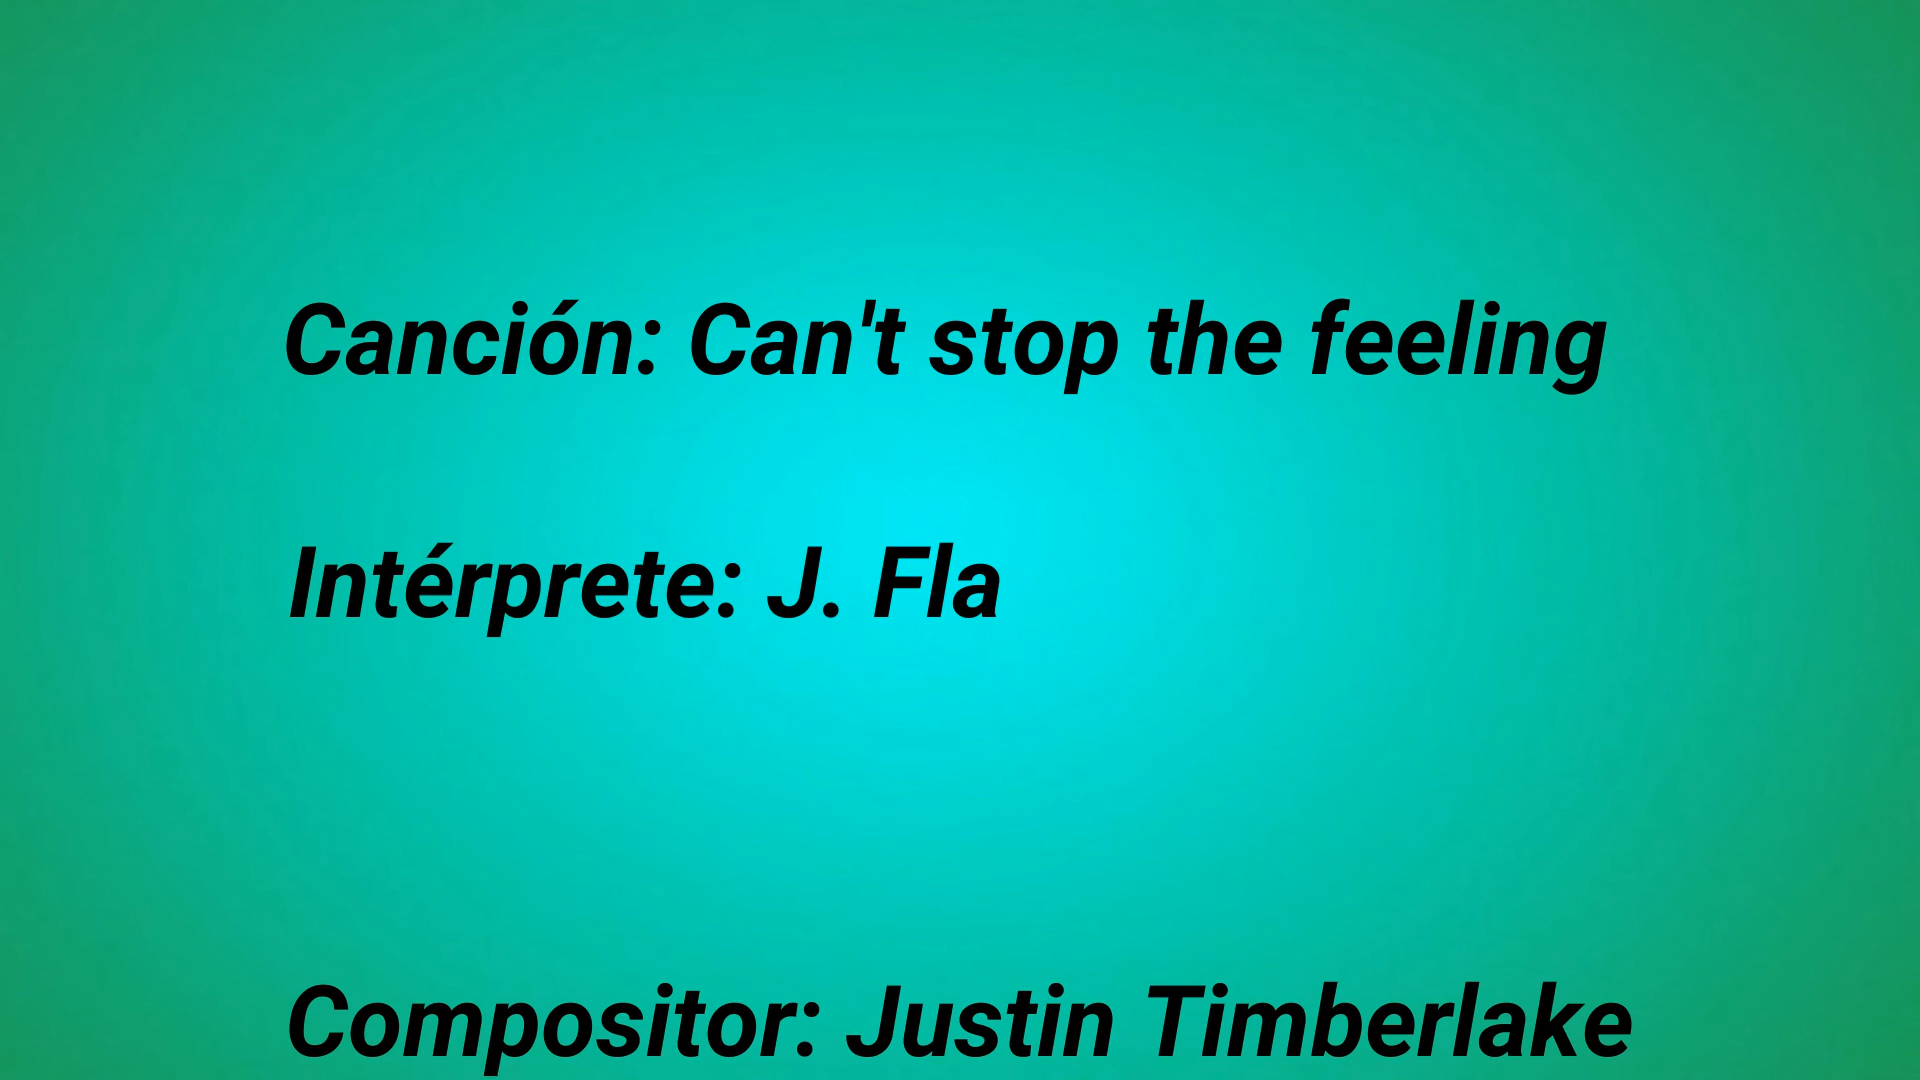 Canción: Can't stop the feeling
Intérprete: J. Fla
Compositor: Justin Timberlake